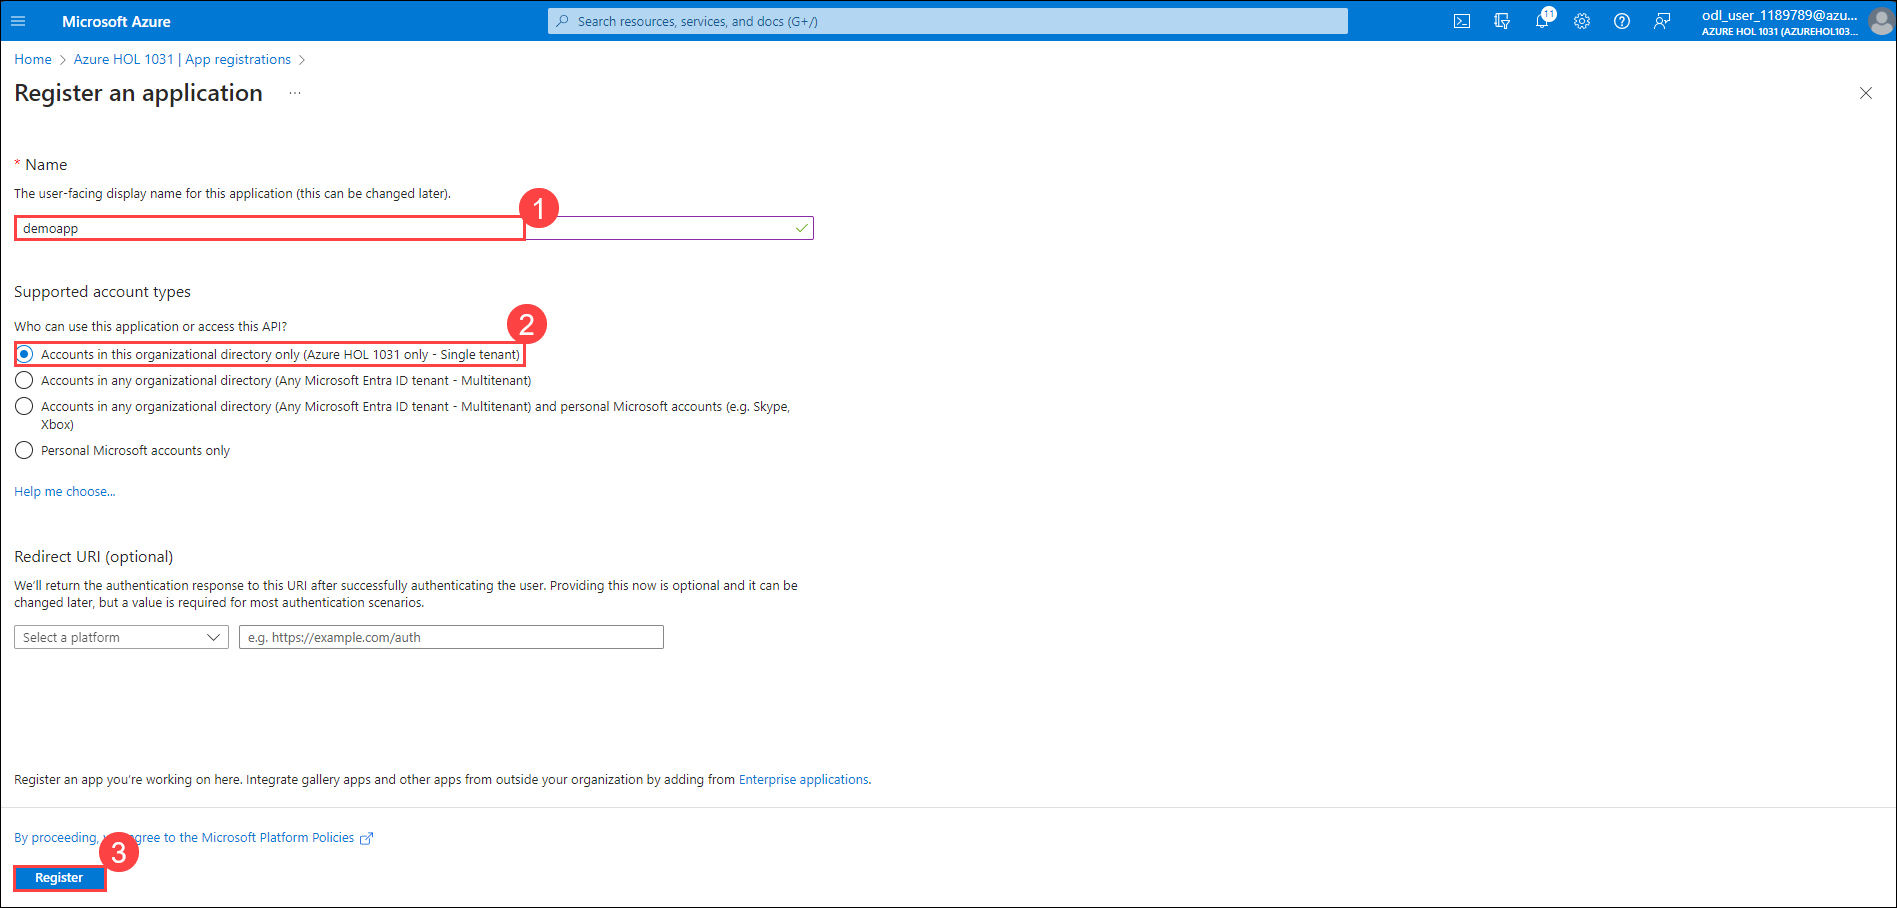 Microsoft Azure
Search resources, services, and docs (G+/)
11
odl_user_1189789@azu...
AZURE HOL 1031 (AZUREHOL103...
Home > Azure HOL 1031 | App registrations >
Register an application ...
* Name
The user-facing display name for this application (this can be changed later).
1
demoapp
Supported account types
Who can use this application or access this API?
2
Accounts in this organizational directory only (Azure HOL 1031 only - Single tenant)
Accounts in any organizational directory (Any Microsoft Entra ID tenant - Multitenant)
Accounts in any organizational directory (Any Microsoft Entra ID tenant - Multitenant) and personal Microsoft accounts (e.g. Skype,
Xbox)
Personal Microsoft accounts only
Help me choose...
Redirect URI (optional)
We'll return the authentication response to this URI after successfully authenticating the user. Providing this now is optional and it can be
changed later, but a value is required for most authentication scenarios.
Select a platform
e.g. https://example.com/auth
Register an app you're working on here. Integrate gallery apps and other apps from outside your organization by adding from Enterprise applications.
By proceeding, agree to the Microsoft Platform Policies
3
Register